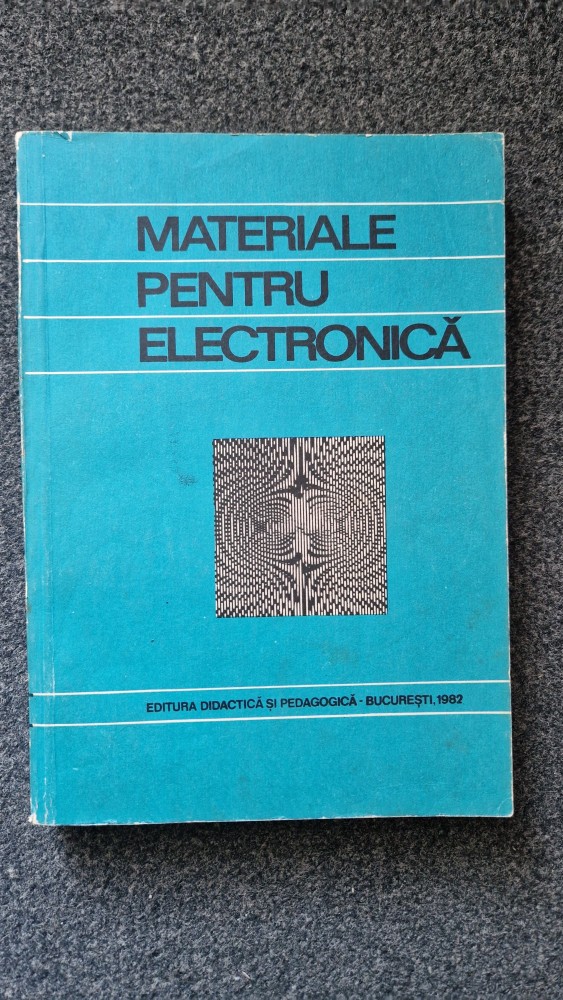 MATERIALE
PENTRU
ELECTRONICĂ
EDITURA DIDACTICĂ ȘI PEDAGOGICĂ - BUCUREȘTI, 1982